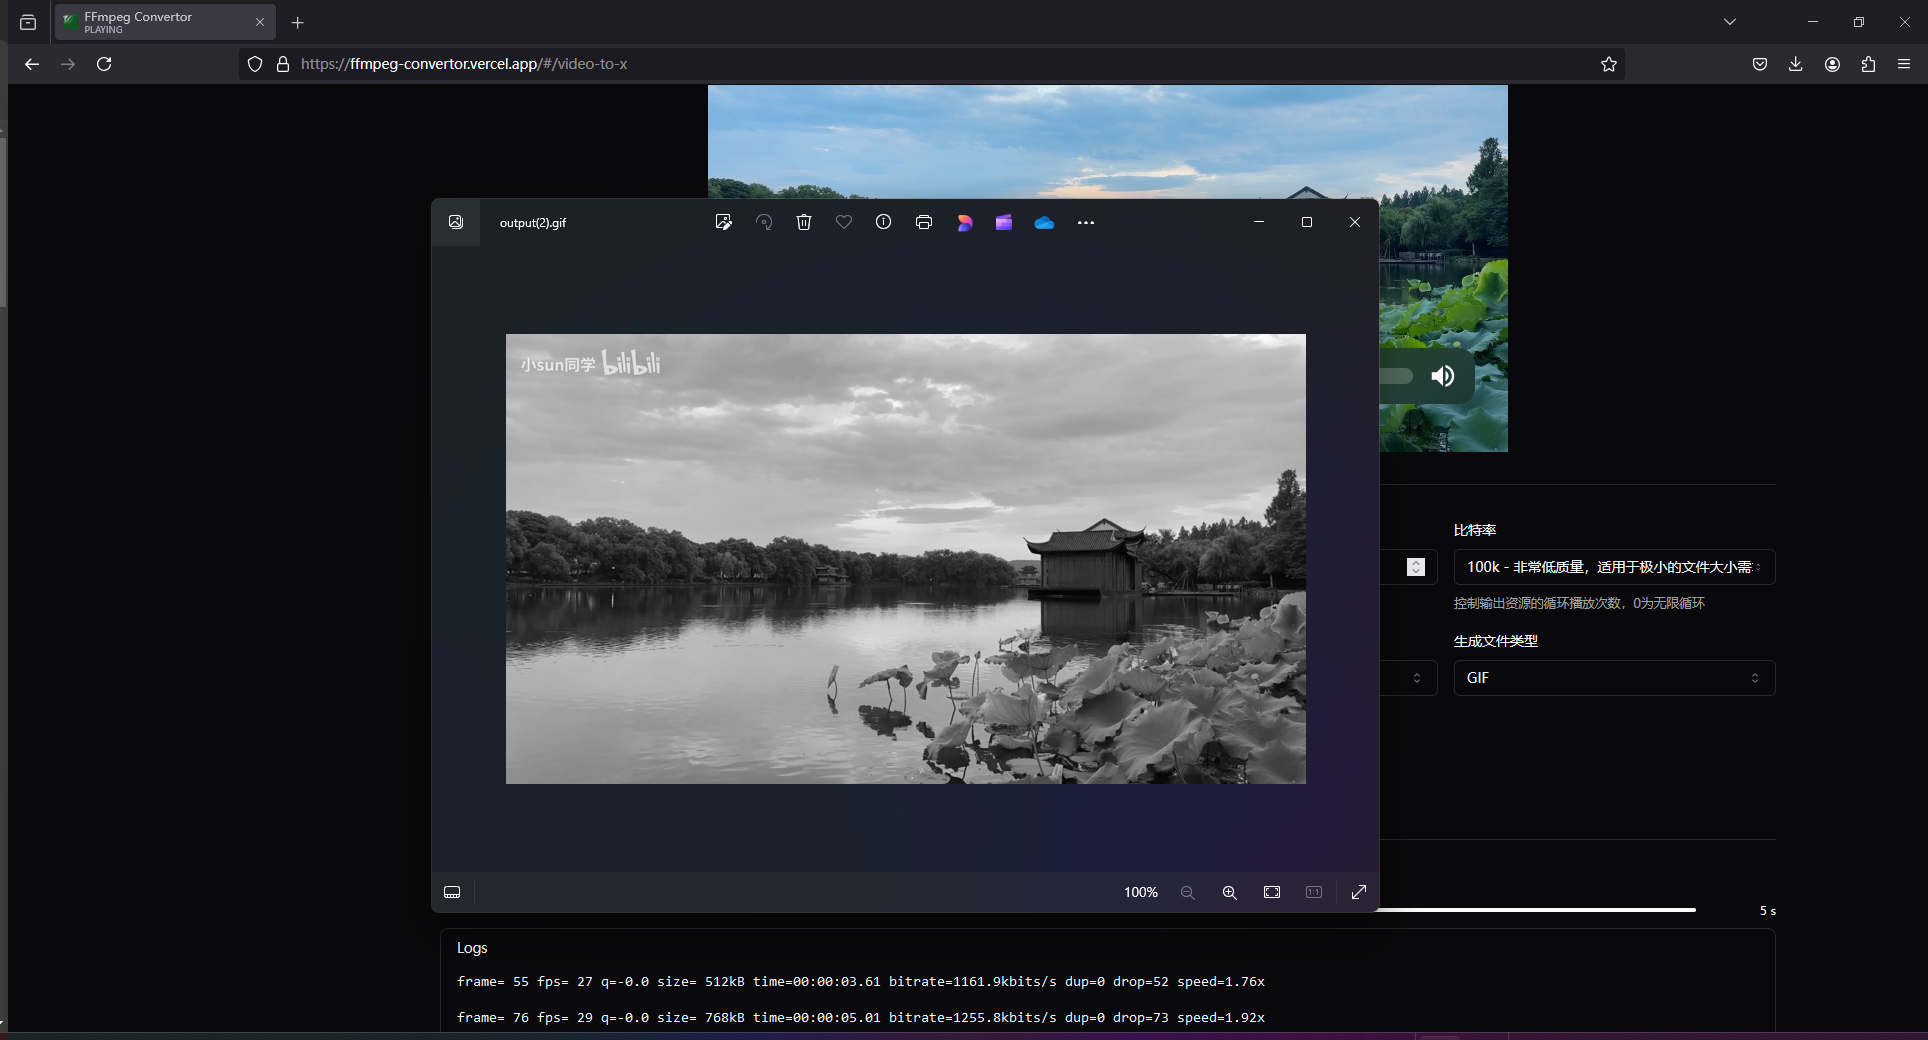 FFmpeg Convertor
PLAYING
https://ffmpeg-convertor.vercel.app/#/video-to-x
output(2).gif
小sun同学 bilibili
比特率
100k - 非常低质量，适用于极小的文件大小需
控制输出资源的循环播放次数，0为无限循环
生成文件类型
GIF
100%
1:1
5 s
Logs
frame= 55 fps= 27 q=-0.0 size= 512kB time=00:00:03.61 bitrate=1161.9kbits/s dup=0 drop=52 speed=1.76x
frame= 76 fps= 29 q=-0.0 size= 768kB time=00:00:05.01 bitrate=1255.8kbits/s dup=0 drop=73 speed=1.92x